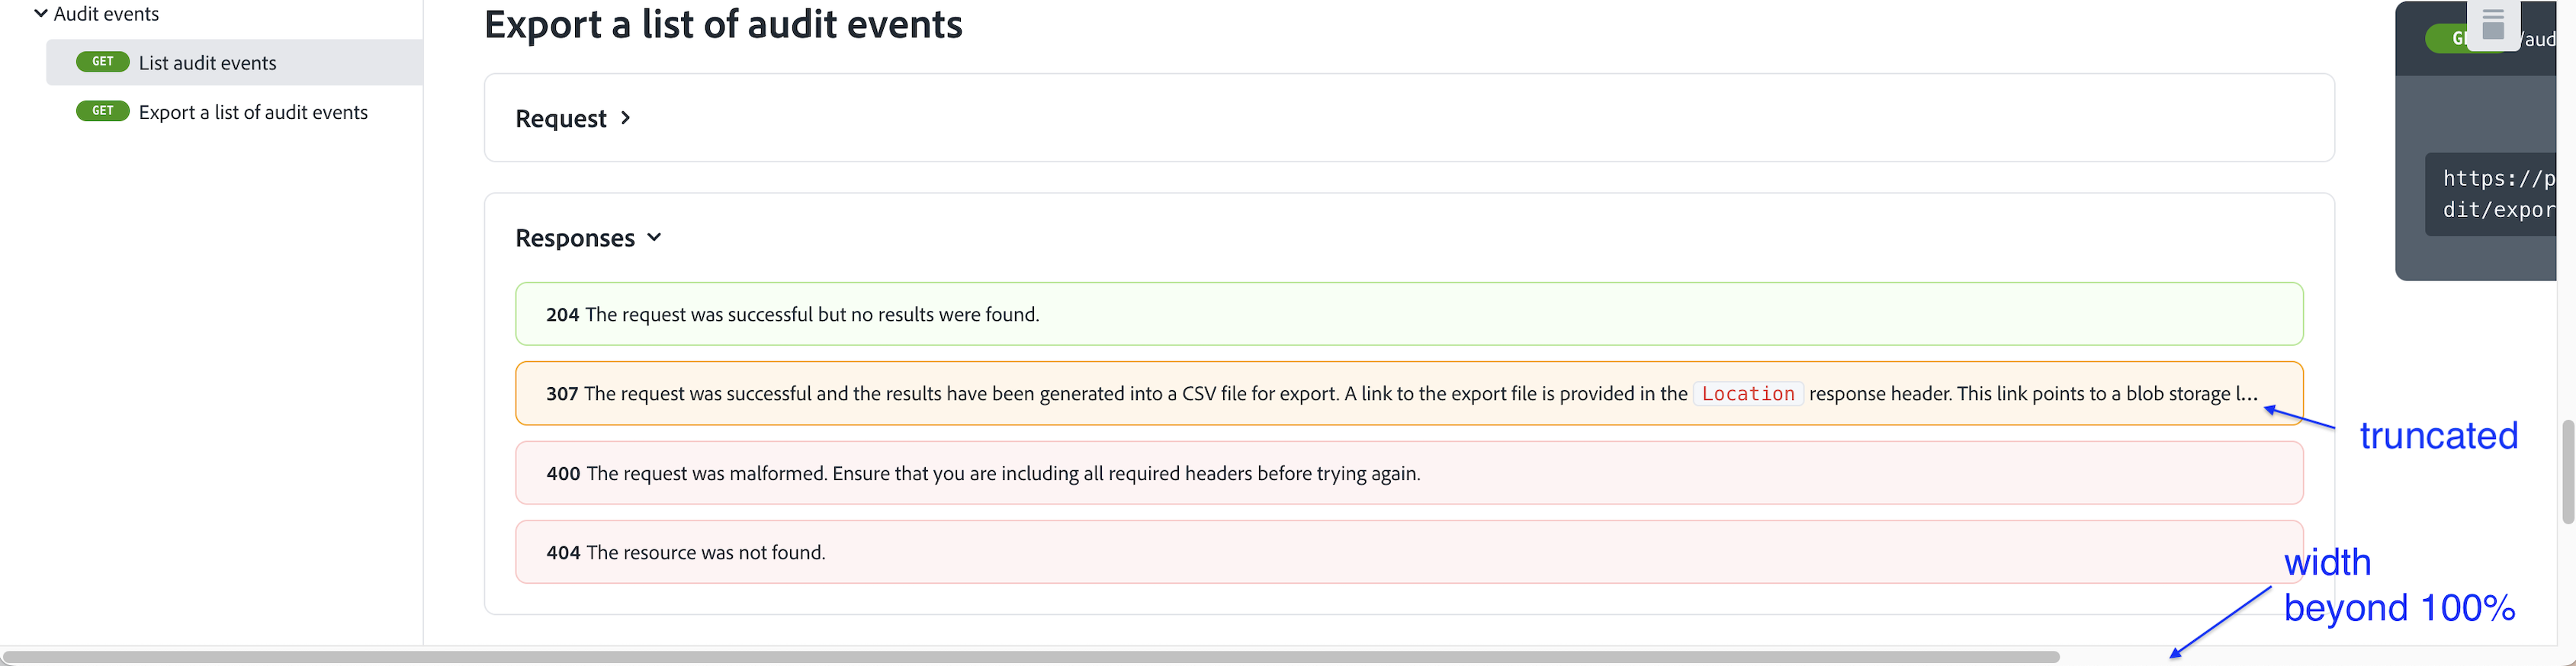 Audit events
GET List audit events
GET Export a list of audit events
Export a list of audit events
Request
Responses
204 The request was successful but no results were found.
307 The request was successful and the results have been generated into a CSV file for export. A link to the export file is provided in the Location response header. This link points to a blob storage l...
400 The request was malformed. Ensure that you are including all required headers before trying again.
404 The resource was not found.
/aud
https://p
dit/expor
truncated
width
beyond 100%